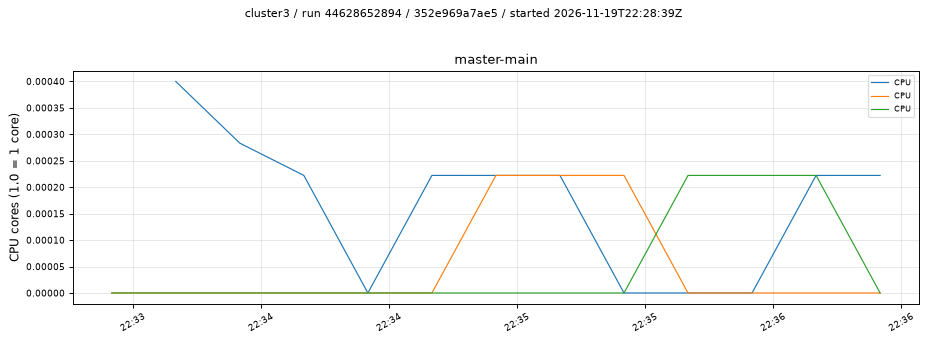 cluster3 / run 44628652894 / 352e969a7ae5 / started 2026-11-19T22:28:39Z
master-main
CPU cores (1.0 = 1 core)
0.00040
0.00035
0.00030
0.00025
0.00020
0.00015
0.00010
0.00005
0.00000
CPU
CPU
CPU
22:33
22:34
22:34
22:35
22:35
22:36
22:36